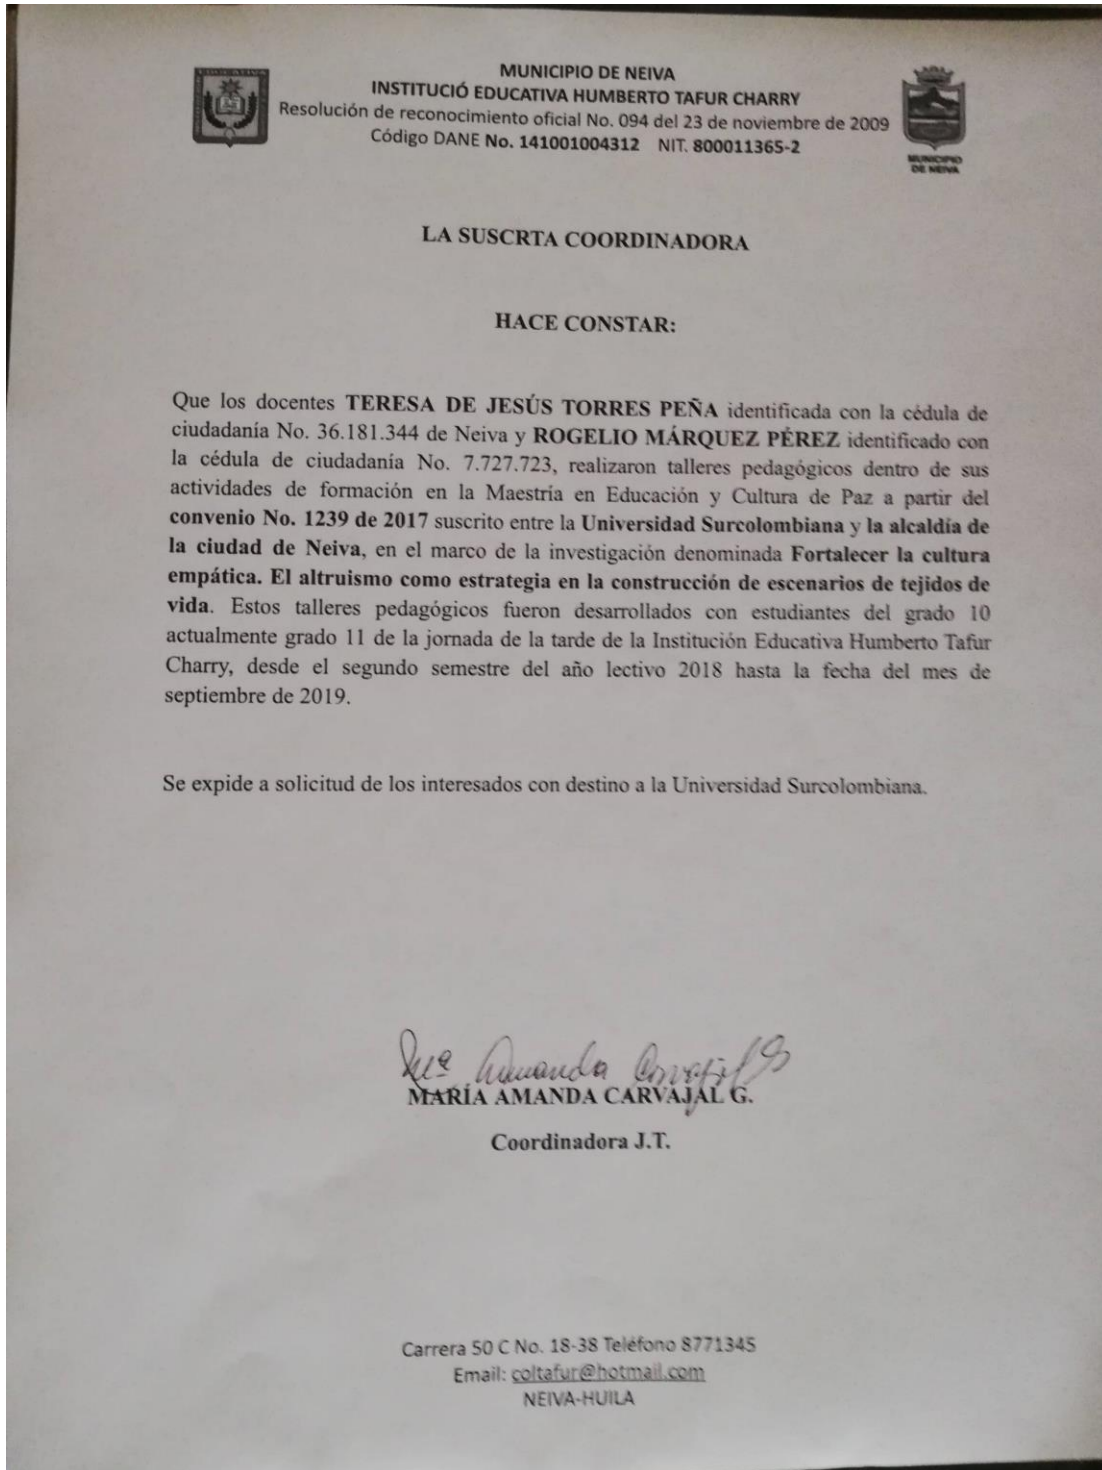 MUNICIPIO DE NEIVA
INSTITUCIÓ EDUCATIVA HUMBERTO TAFUR CHARRY
Resolución de reconocimiento oficial No. 094 del 23 de noviembre de 2009
Código DANE No. 141001004312 NIT. 800011365-2
MUNICIPIO
DE NEIVA
LA SUSCRTA COORDINADORA
HACE CONSTAR:
Que los docentes TERESA DE JESÚS TORRES PEÑA identificada con la cédula de
ciudadanía No. 36.181.344 de Neiva y ROGELIO MÁRQUEZ PÉREZ identificado con
la cédula de ciudadanía No. 7.727.723, realizaron talleres pedagógicos dentro de sus
actividades de formación en la Maestría en Educación y Cultura de Paz a partir del
convenio No. 1239 de 2017 suscrito entre la Universidad Surcolombiana y la alcaldía de
la ciudad de Neiva, en el marco de la investigación denominada Fortalecer la cultura
empática. El altruismo como estrategia en la construcción de escenarios de tejidos de
vida. Estos talleres pedagógicos fueron desarrollados con estudiantes del grado 10
actualmente grado 11 de la jornada de la tarde de la Institución Educativa Humberto Tafur
Charry, desde el segundo semestre del año lectivo 2018 hasta la fecha del mes de
septiembre de 2019.
Se expide a solicitud de los interesados con destino a la Universidad Surcolombiana.
Mª Amanda Carvajal G
MARÍA AMANDA CARVAJAL G.
Coordinadora J.T.
Carrera 50 C No. 18-38 Teléfono 8771345
Email: coltafur@hotmail.com
NEIVA-HUILA